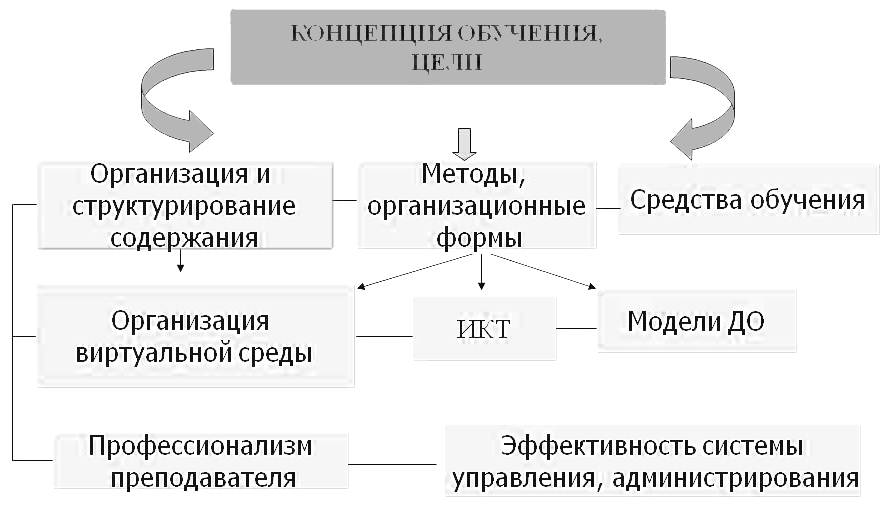 КОНЦЕПЦИЯ ОБУЧЕНИЯ,
ЦЕЛИ
Организация и
структурирование
содержания
Методы,
организационные
формы
Средства обучения
Организация
виртуальной среды
ИКТ
Модели ДО
Профессионализм
преподавателя
Эффективность системы
управления, администрирования